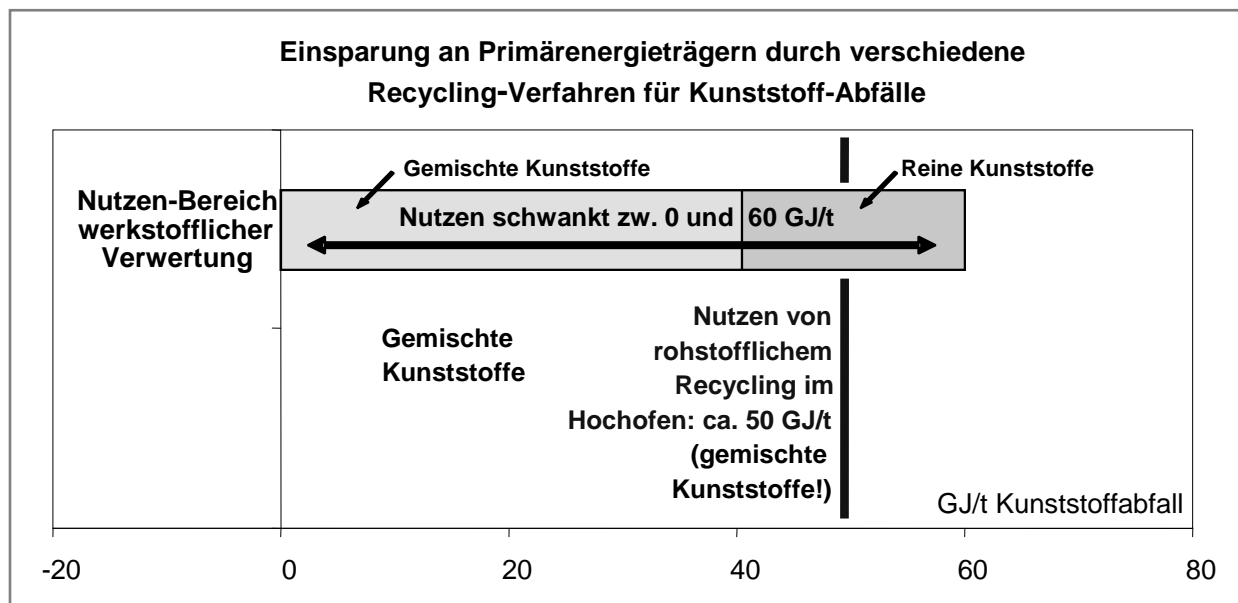 Einsparung an Primärenergieträgern durch verschiedene
Recycling-Verfahren für Kunststoff-Abfälle
Gemischte Kunststoffe
Reine Kunststoffe
Nutzen-Bereich
werkstofflicher
Verwertung
Nutzen schwankt zw. 0 und 60 GJ/t
Gemischte
Kunststoffe
Nutzen von
rohstofflichem
Recycling im
Hochofen: ca. 50 GJ/t
(gemischte
Kunststoffe!)
GJ/t Kunststoffabfall
-20 0 20 40 60 80